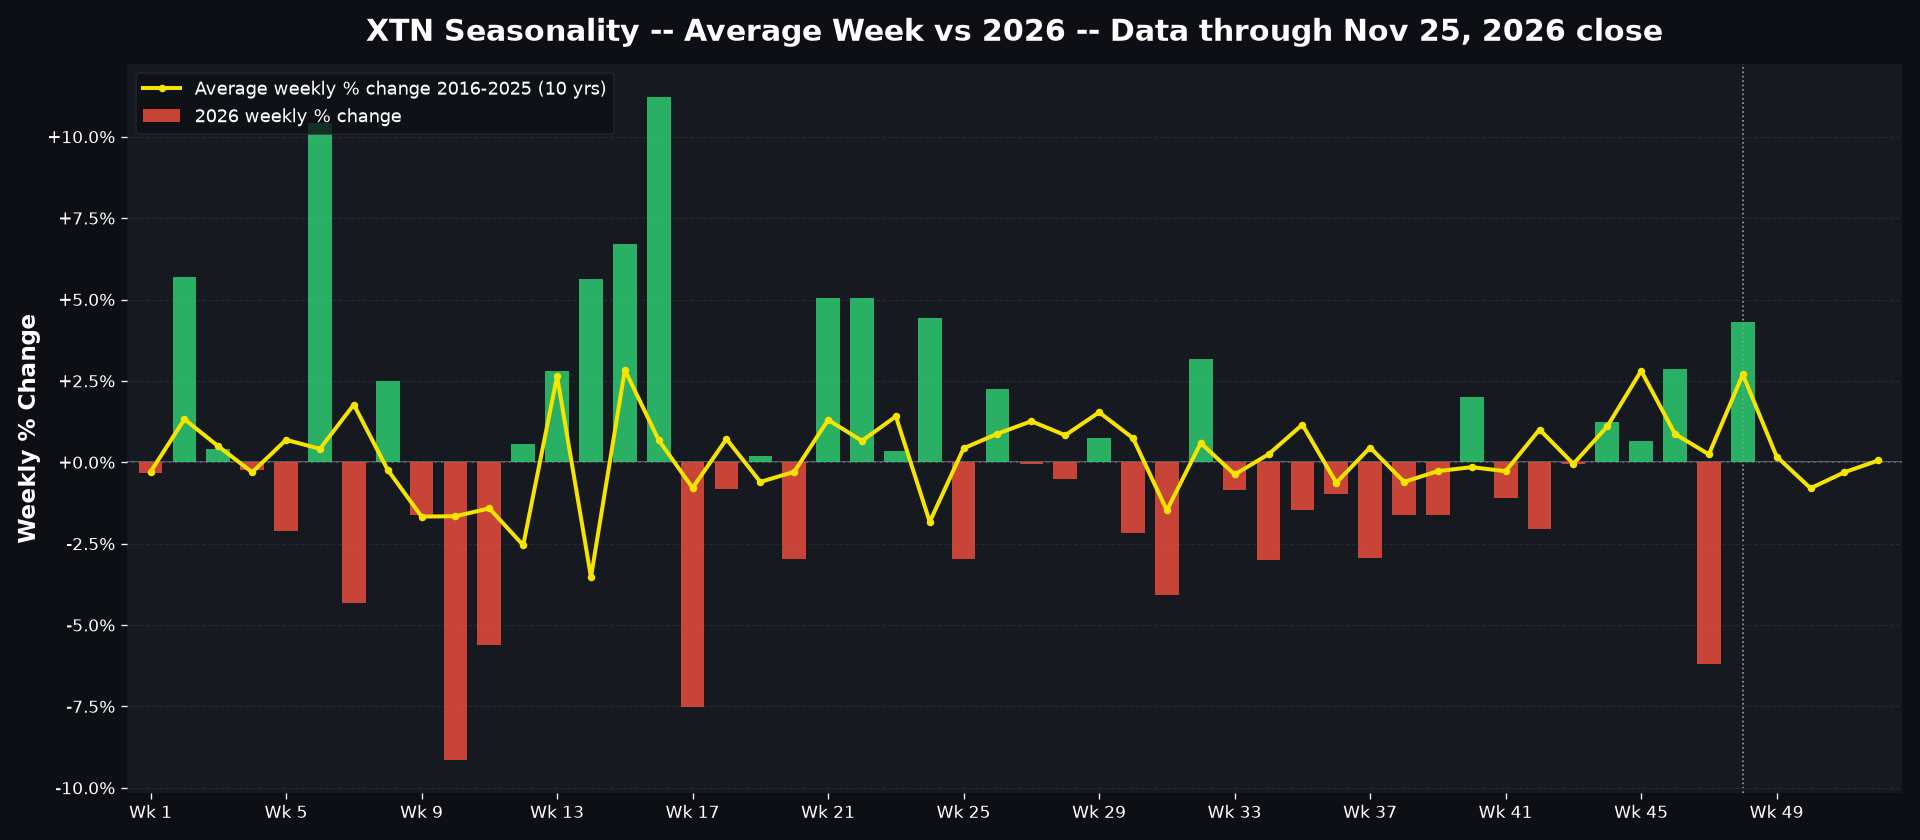 XTN Seasonality -- Average Week vs 2026 -- Data through Nov 25, 2026 close
Average weekly % change 2016-2025 (10 yrs)
2026 weekly % change
Weekly % Change
+10.0%
+7.5%
+5.0%
+2.5%
+0.0%
-2.5%
-5.0%
-7.5%
-10.0%
Wk 1
Wk 5
Wk 9
Wk 13
Wk 17
Wk 21
Wk 25
Wk 29
Wk 33
Wk 37
Wk 41
Wk 45
Wk 49